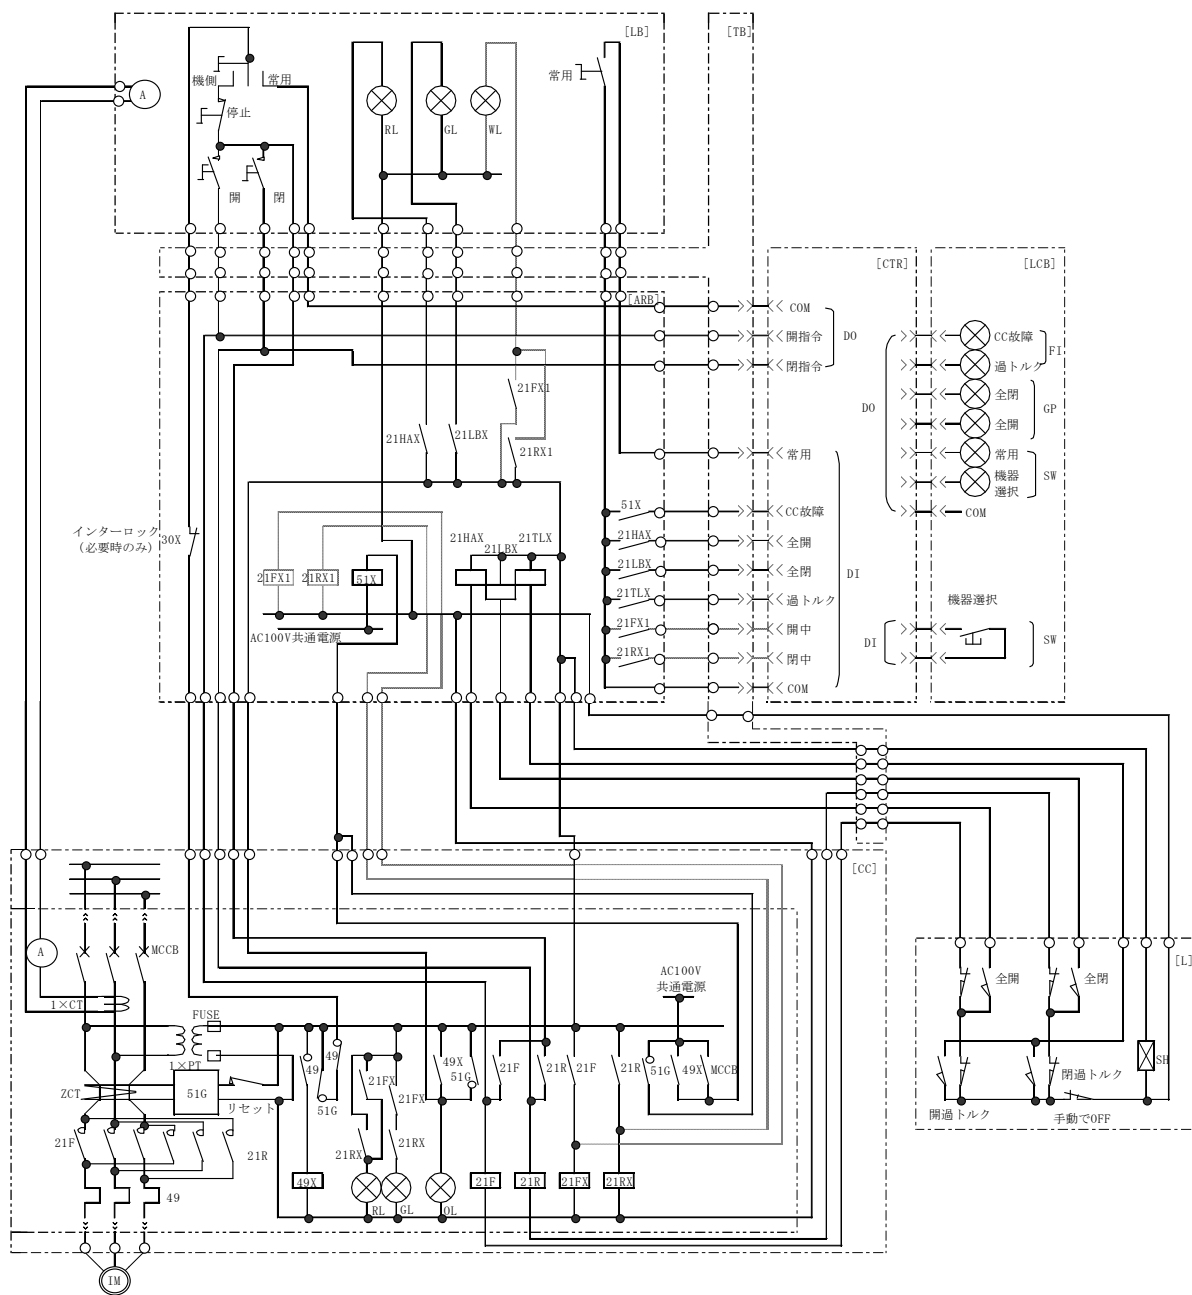 [LB]
[TB]
機側
常用
常用
A
停止
RL
GL
WL
開
閉
[CTR]
[LCB]
[ARB]
COM
開指令
閉指令
DO
CC故障
FI
過トルク
全閉
GP
DO
全開
常用
SW
機器
選択
COM
21FX1
21HAX
21LBX
21RX1
常用
インターロック
(必要時のみ)
30X
51X
CC故障
21HAX
21LBX
21TLX
21HAX
全開
21LBX
全閉
DI
21FX1
21RX1
51X
21TLX
過トルク
機器選択
AC100V共通電源
21FX1
開中
DI
SW
21RX1
閉中
COM
[CC]
A
MCCB
[L]
AC100V
共通電源
全開
全閉
1×CT
FUSE
1×PT
49
49
49X
51G
21F
21R
21F
21R
51G
49X
MCCB
SH
ZCT
51G
リセット
51G
21FX
21FX
閉過トルク
開過トルク
手動でOFF
21F
21R
21RX
21RX
49
49X
RL
GL
OL
21F
21R
21FX
21RX
IM